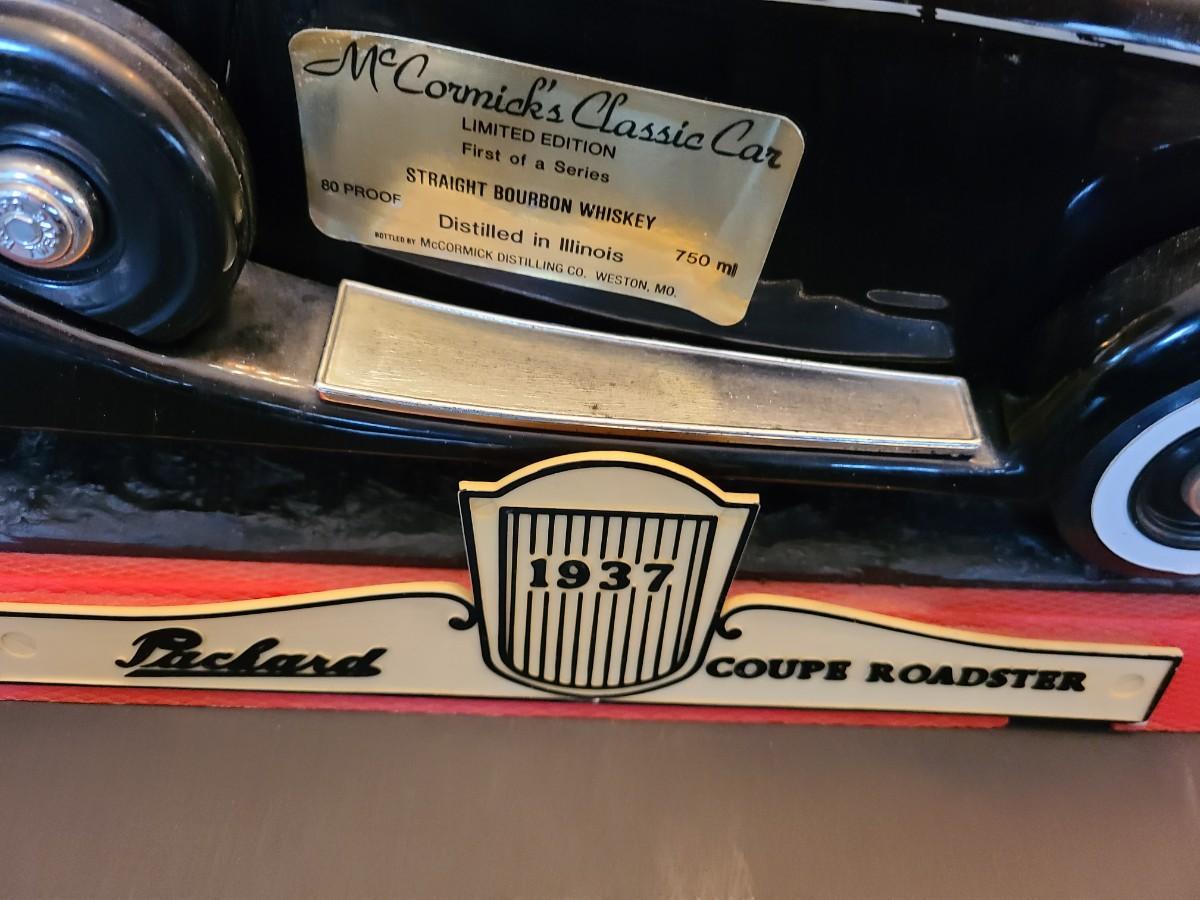 McCormick's Classic Car
LIMITED EDITION
First of a Series
STRAIGHT BOURBON WHISKEY
80 PROOF
Distilled in Illinois
750 ml
BOTTLED BY McCORMICK DISTILLING CO. WESTON, MO.
1937
Packard
COUPE ROADSTER